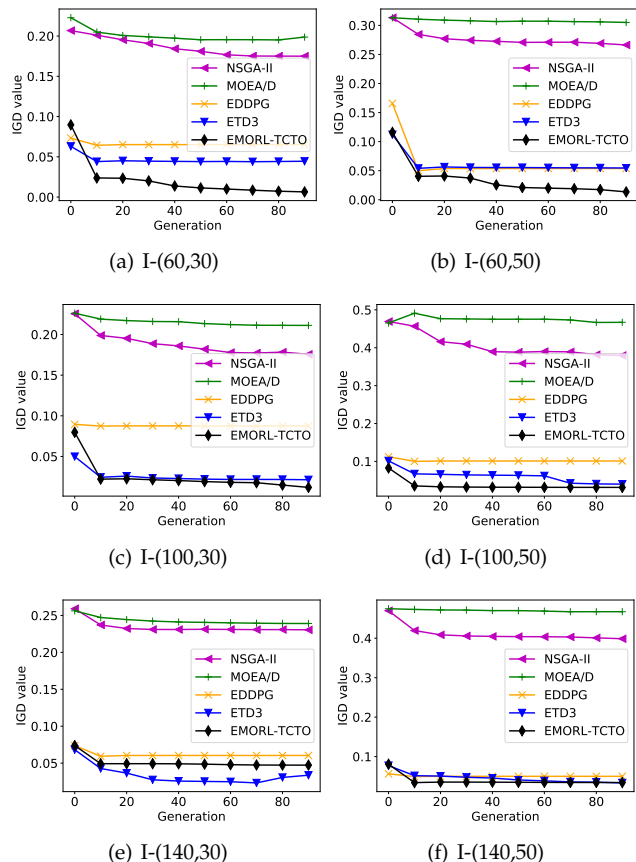 0.20
0.15
0.10
0.05
0.00
IGD value
NSGA-II
MOEA/D
EDDPG
ETD3
EMORL-TCTO
0 20 40 60 80
Generation
(a) I-(60,30)
0.30
0.25
0.20
0.15
0.10
0.05
0.00
IGD value
NSGA-II
MOEA/D
EDDPG
ETD3
EMORL-TCTO
0 20 40 60 80
Generation
(b) I-(60,50)
0.20
0.15
0.10
0.05
IGD value
NSGA-II
MOEA/D
EDDPG
ETD3
EMORL-TCTO
0 20 40 60 80
Generation
(c) I-(100,30)
0.5
0.4
0.3
0.2
0.1
IGD value
NSGA-II
MOEA/D
EDDPG
ETD3
EMORL-TCTO
0 20 40 60 80
Generation
(d) I-(100,50)
0.25
0.20
0.15
0.10
0.05
IGD value
NSGA-II
MOEA/D
EDDPG
ETD3
EMORL-TCTO
0 20 40 60 80
Generation
(e) I-(140,30)
0.4
0.3
0.2
0.1
IGD value
NSGA-II
MOEA/D
EDDPG
ETD3
EMORL-TCTO
0 20 40 60 80
Generation
(f) I-(140,50)